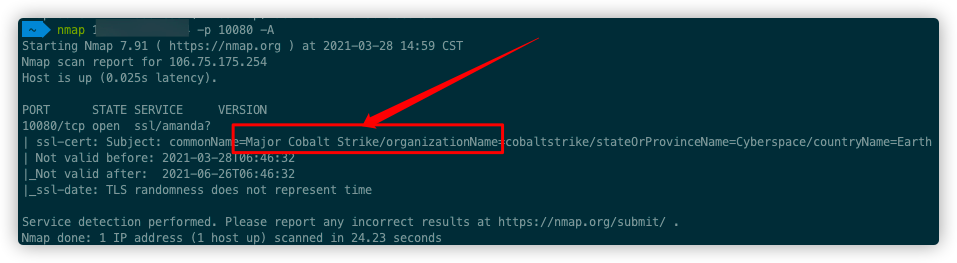 ~ nmap 1 -p 10080 -A
Starting Nmap 7.91 ( https://nmap.org ) at 2021-03-28 14:59 CST
Nmap scan report for 106.75.175.254
Host is up (0.025s latency).
PORT STATE SERVICE VERSION
10080/tcp open ssl/amanda?
| ssl-cert: Subject: commonName=Major Cobalt Strike/organizationName=cobaltstrike/stateOrProvinceName=Cyberspace/countryName=Earth
| Not valid before: 2021-03-28T06:46:32
|_Not valid after: 2021-06-26T06:46:32
|_ssl-date: TLS randomness does not represent time
Service detection performed. Please report any incorrect results at https://nmap.org/submit/ .
Nmap done: 1 IP address (1 host up) scanned in 24.23 seconds